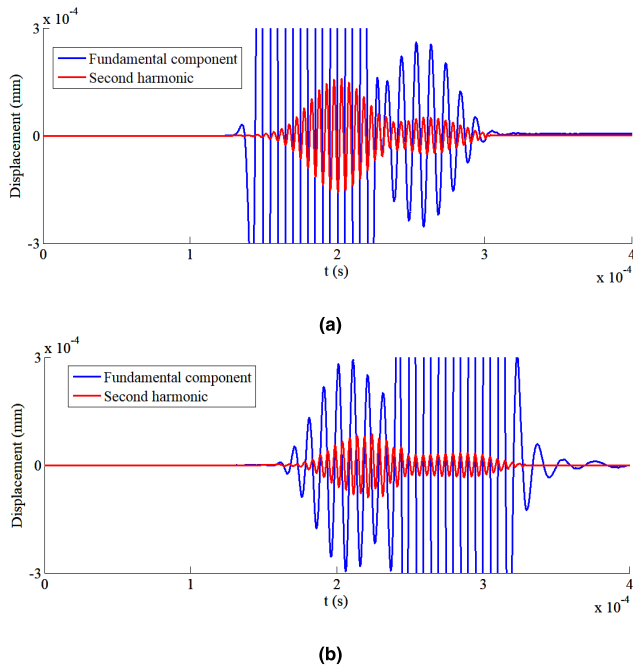 x 10⁻⁴
3
Fundamental component
Second harmonic
Displacement (mm)
0
-3
0
1
2
3
4
t (s)
x 10⁻⁴
(a)
x 10⁻⁴
3
Fundamental component
Second harmonic
Displacement (mm)
0
-3
0
1
2
3
4
t (s)
x 10⁻⁴
(b)